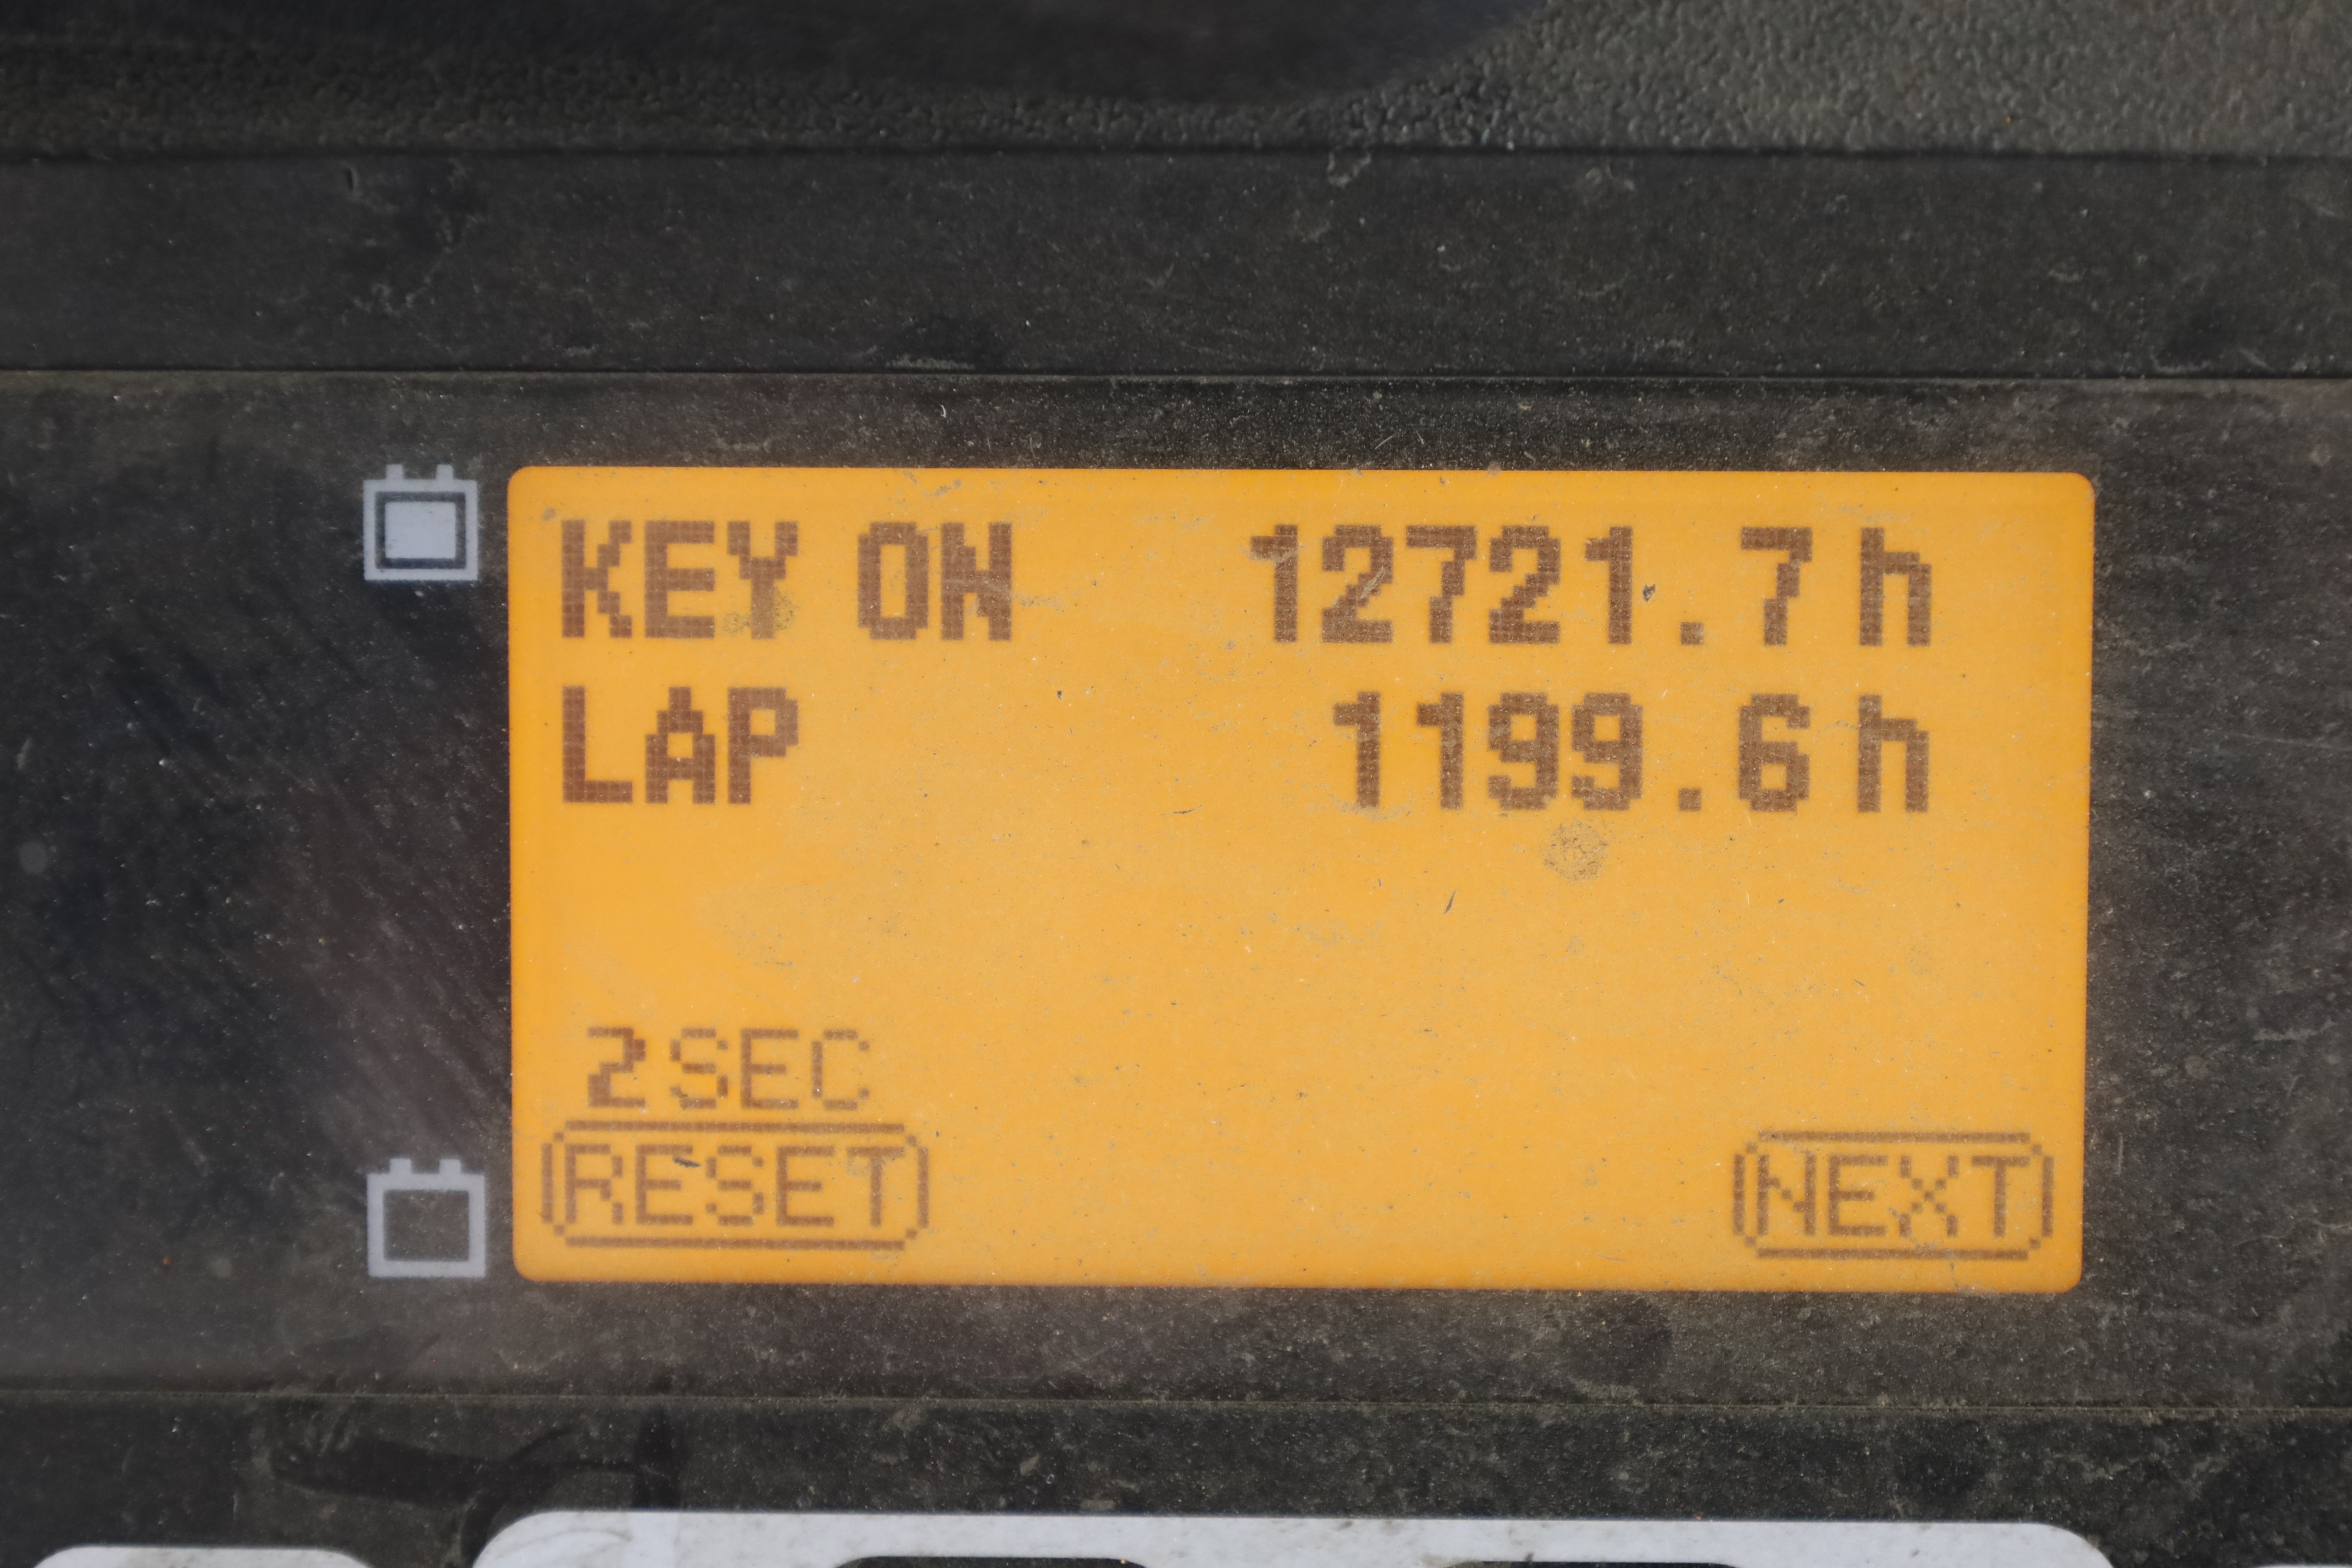 KEY ON 12721.7 h
LAP 1199.6 h
2 SEC
RESET NEXT